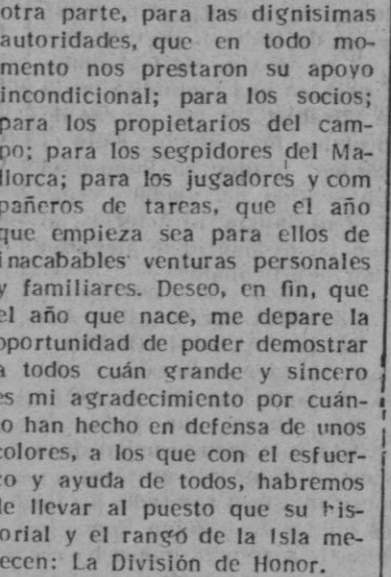 otra parte, para las dignisimas
autoridades, que en todo mo-
mento nos prestaron su apoyo
incondicional; para los socios;
para los propietarios del cam-
po; para los segpidores del Ma-
llorca; para los jugadores y com
pañeros de tareas, que el año
que empieza sea para ellos de
inacabables venturas personales
y familiares. Deseo, en fin, que
el año que nace, me depare la
oportunidad de poder demostrar
a todos cuán grande y sincero
es mi agradecimiento por cuán-
to han hecho en defensa de unos
colores, a los que con el esfuer-
zo y ayuda de todos, habremos
de llevar al puesto que su his-
torial y el rango de la Isla me-
recen: La División de Honor.